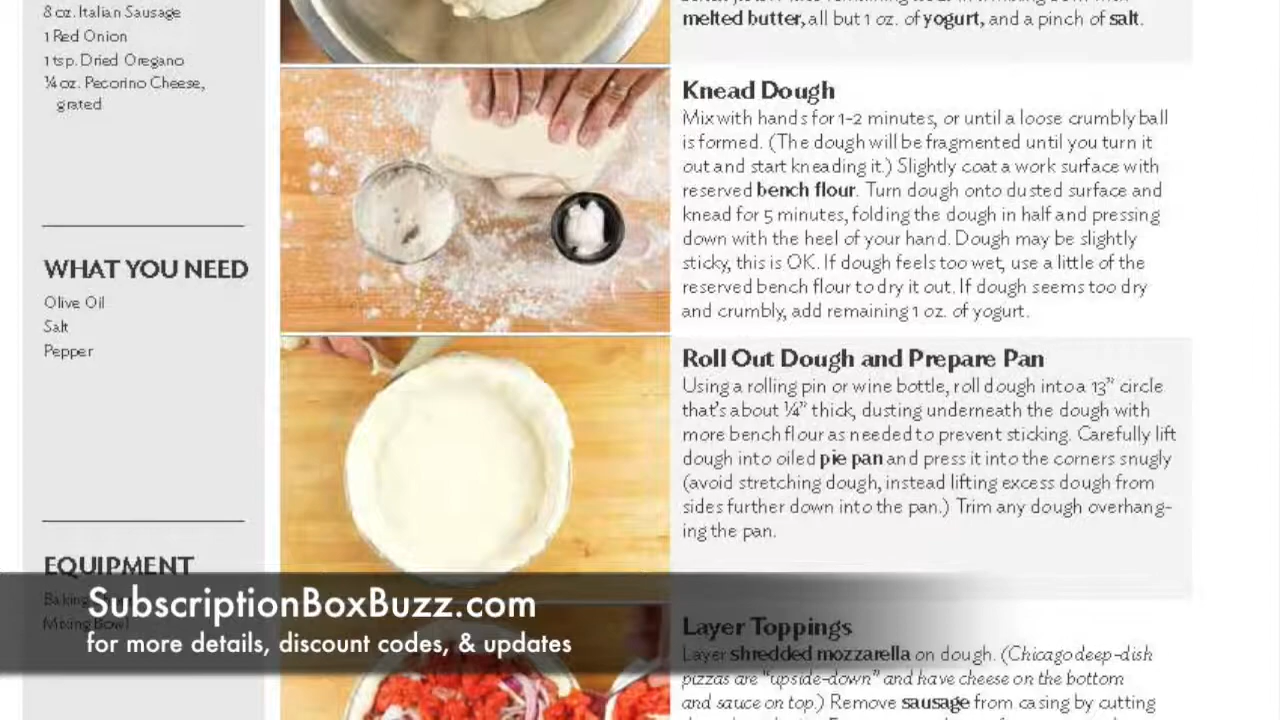 8 oz. Italian Sausage
1 Red Onion
1 tsp. Dried Oregano
¼ oz. Pecorino Cheese,
grated
WHAT YOU NEED
Olive Oil
Salt
Pepper
EQUIPMENT
Mixing Bowl
melted butter, all but 1 oz. of yogurt, and a pinch of salt.
Knead Dough
Mix with hands for 1-2 minutes, or until a loose crumbly ball
is formed. (The dough will be fragmented until you turn it
out and start kneading it.) Slightly coat a work surface with
reserved bench flour. Turn dough onto dusted surface and
knead for 5 minutes, folding the dough in half and pressing
down with the heel of your hand. Dough may be slightly
sticky, this is OK. If dough feels too wet, use a little of the
reserved bench flour to dry it out. If dough seems too dry
and crumbly, add remaining 1 oz. of yogurt.
Roll Out Dough and Prepare Pan
Using a rolling pin or wine bottle, roll dough into a 13” circle
that's about ¼” thick, dusting underneath the dough with
more bench flour as needed to prevent sticking. Carefully lift
dough into oiled pie pan and press it into the corners snugly
(avoid stretching dough, instead lifting excess dough from
sides further down into the pan.) Trim any dough overhang-
ing the pan.
Layer Toppings
Layer shredded mozzarella on dough. (Chicago deep-dish
pizzas are “upside-down” and have cheese on the bottom
and sauce on top.) Remove sausage from casing by cutting
SubscriptionBoxBuzz.com
for more details, discount codes, & updates